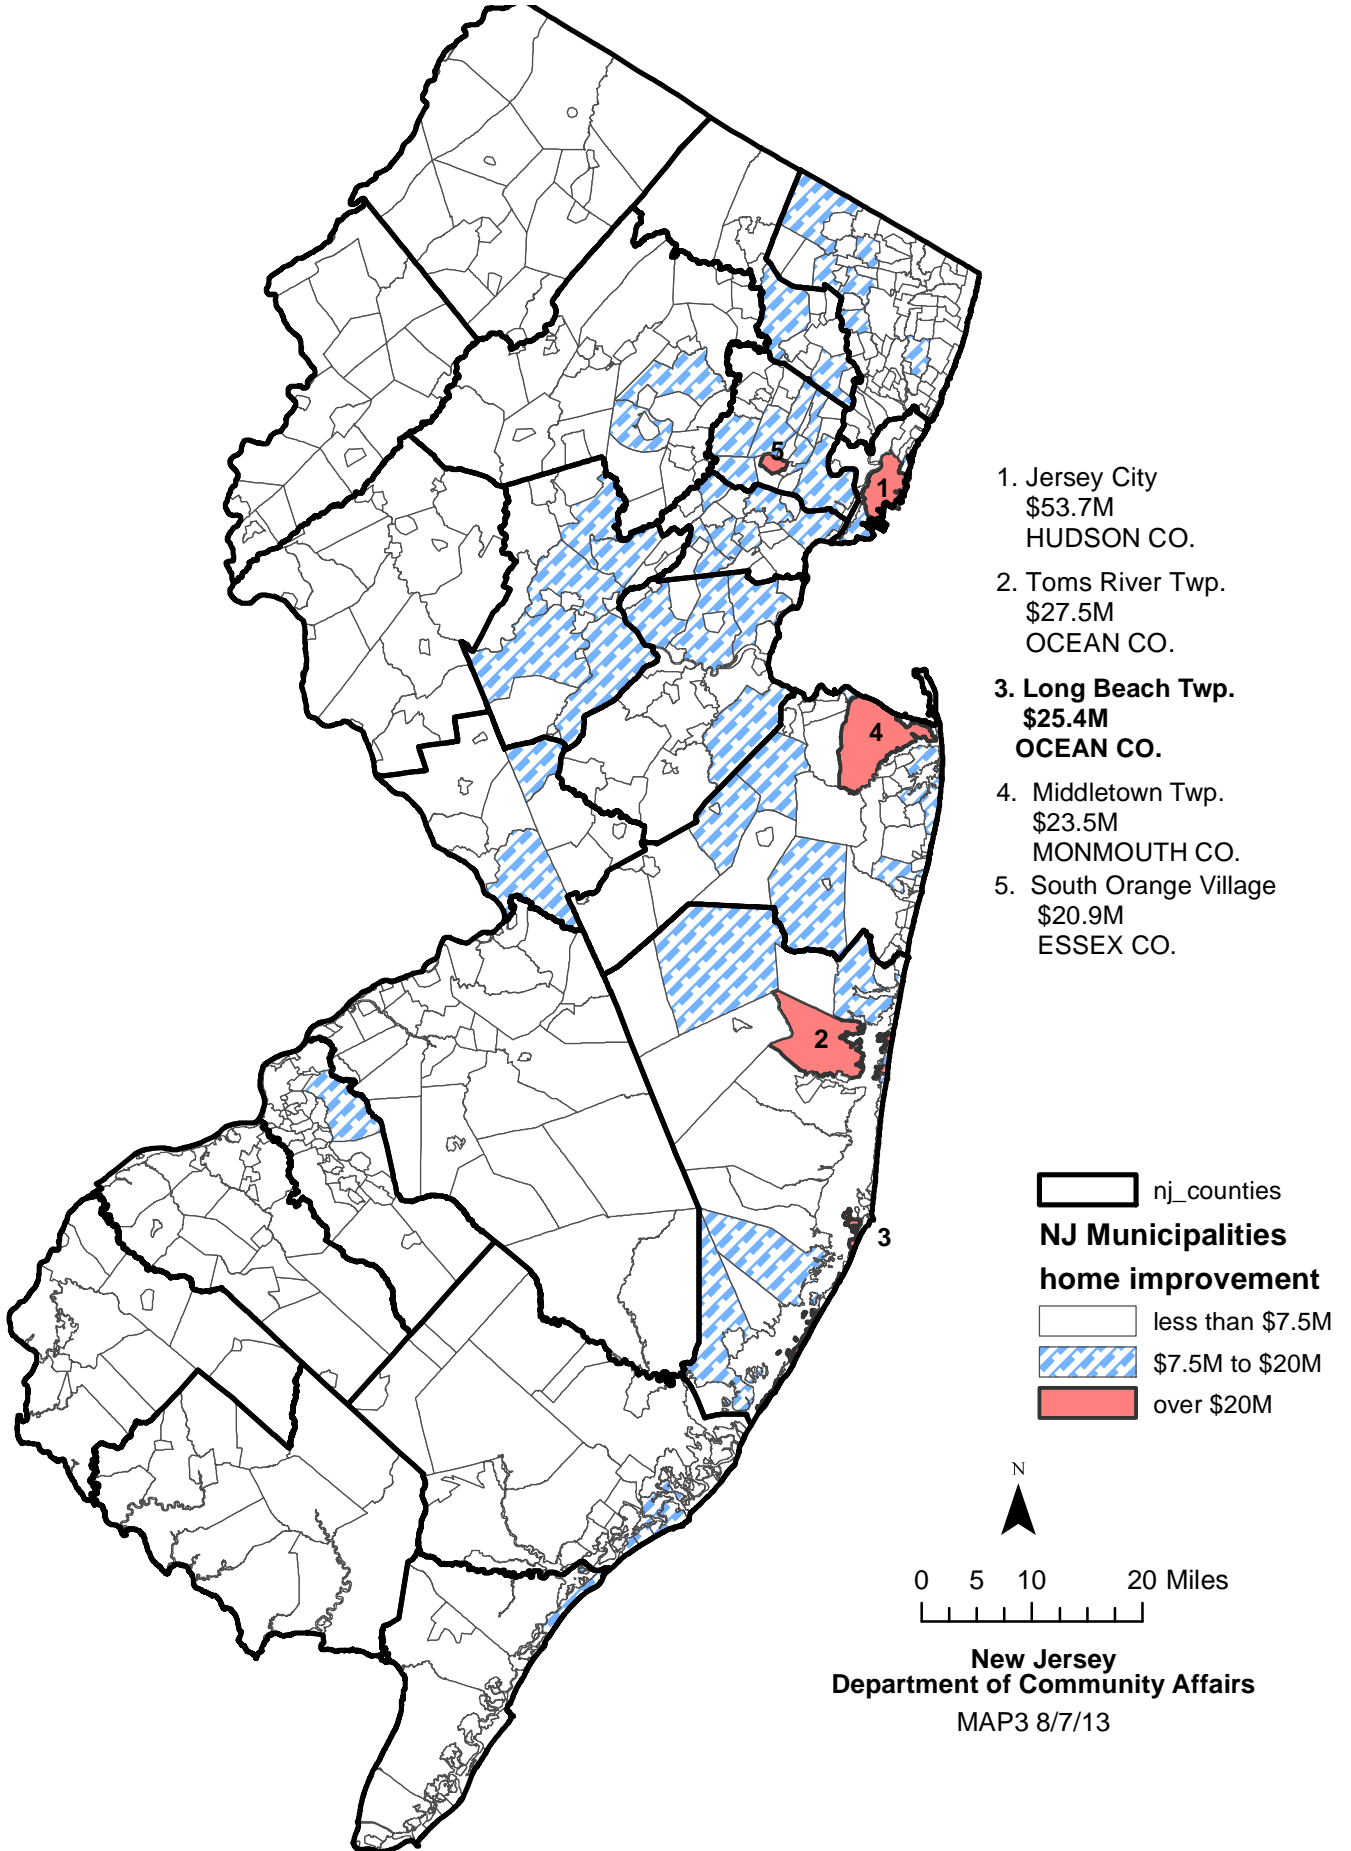 5
1
4
2
3
1. Jersey City
$53.7M
HUDSON CO.
2. Toms River Twp.
$27.5M
OCEAN CO.
3. Long Beach Twp.
$25.4M
OCEAN CO.
4. Middletown Twp.
$23.5M
MONMOUTH CO.
5. South Orange Village
$20.9M
ESSEX CO.
nj_counties
NJ Municipalities
home improvement
less than $7.5M
$7.5M to $20M
over $20M
N
0 5 10 20 Miles
New Jersey
Department of Community Affairs
MAP3 8/7/13